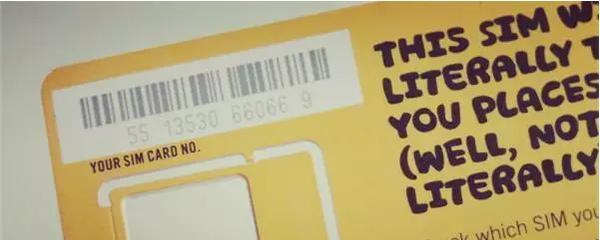 55 13530 66066 9
YOUR SIM CARD NO.
THIS SIM
LITERALLY
YOU PLACES
(WELL, NOT
LITERALLY
which SIM you